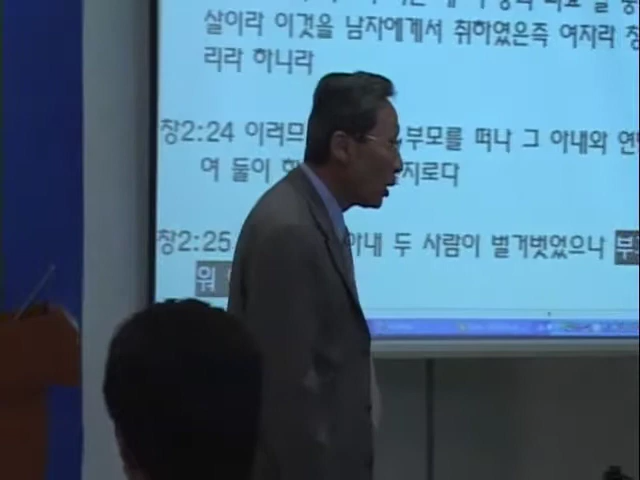 살이라 이것을 남자에게서 취하였은즉 여자라 창
리라 하니라
창2:24 이러므 부모를 떠나 그 아내와 연
여 둘이 지로다
창2:25 아내 두 사람이 벌거벗었으나 부
워